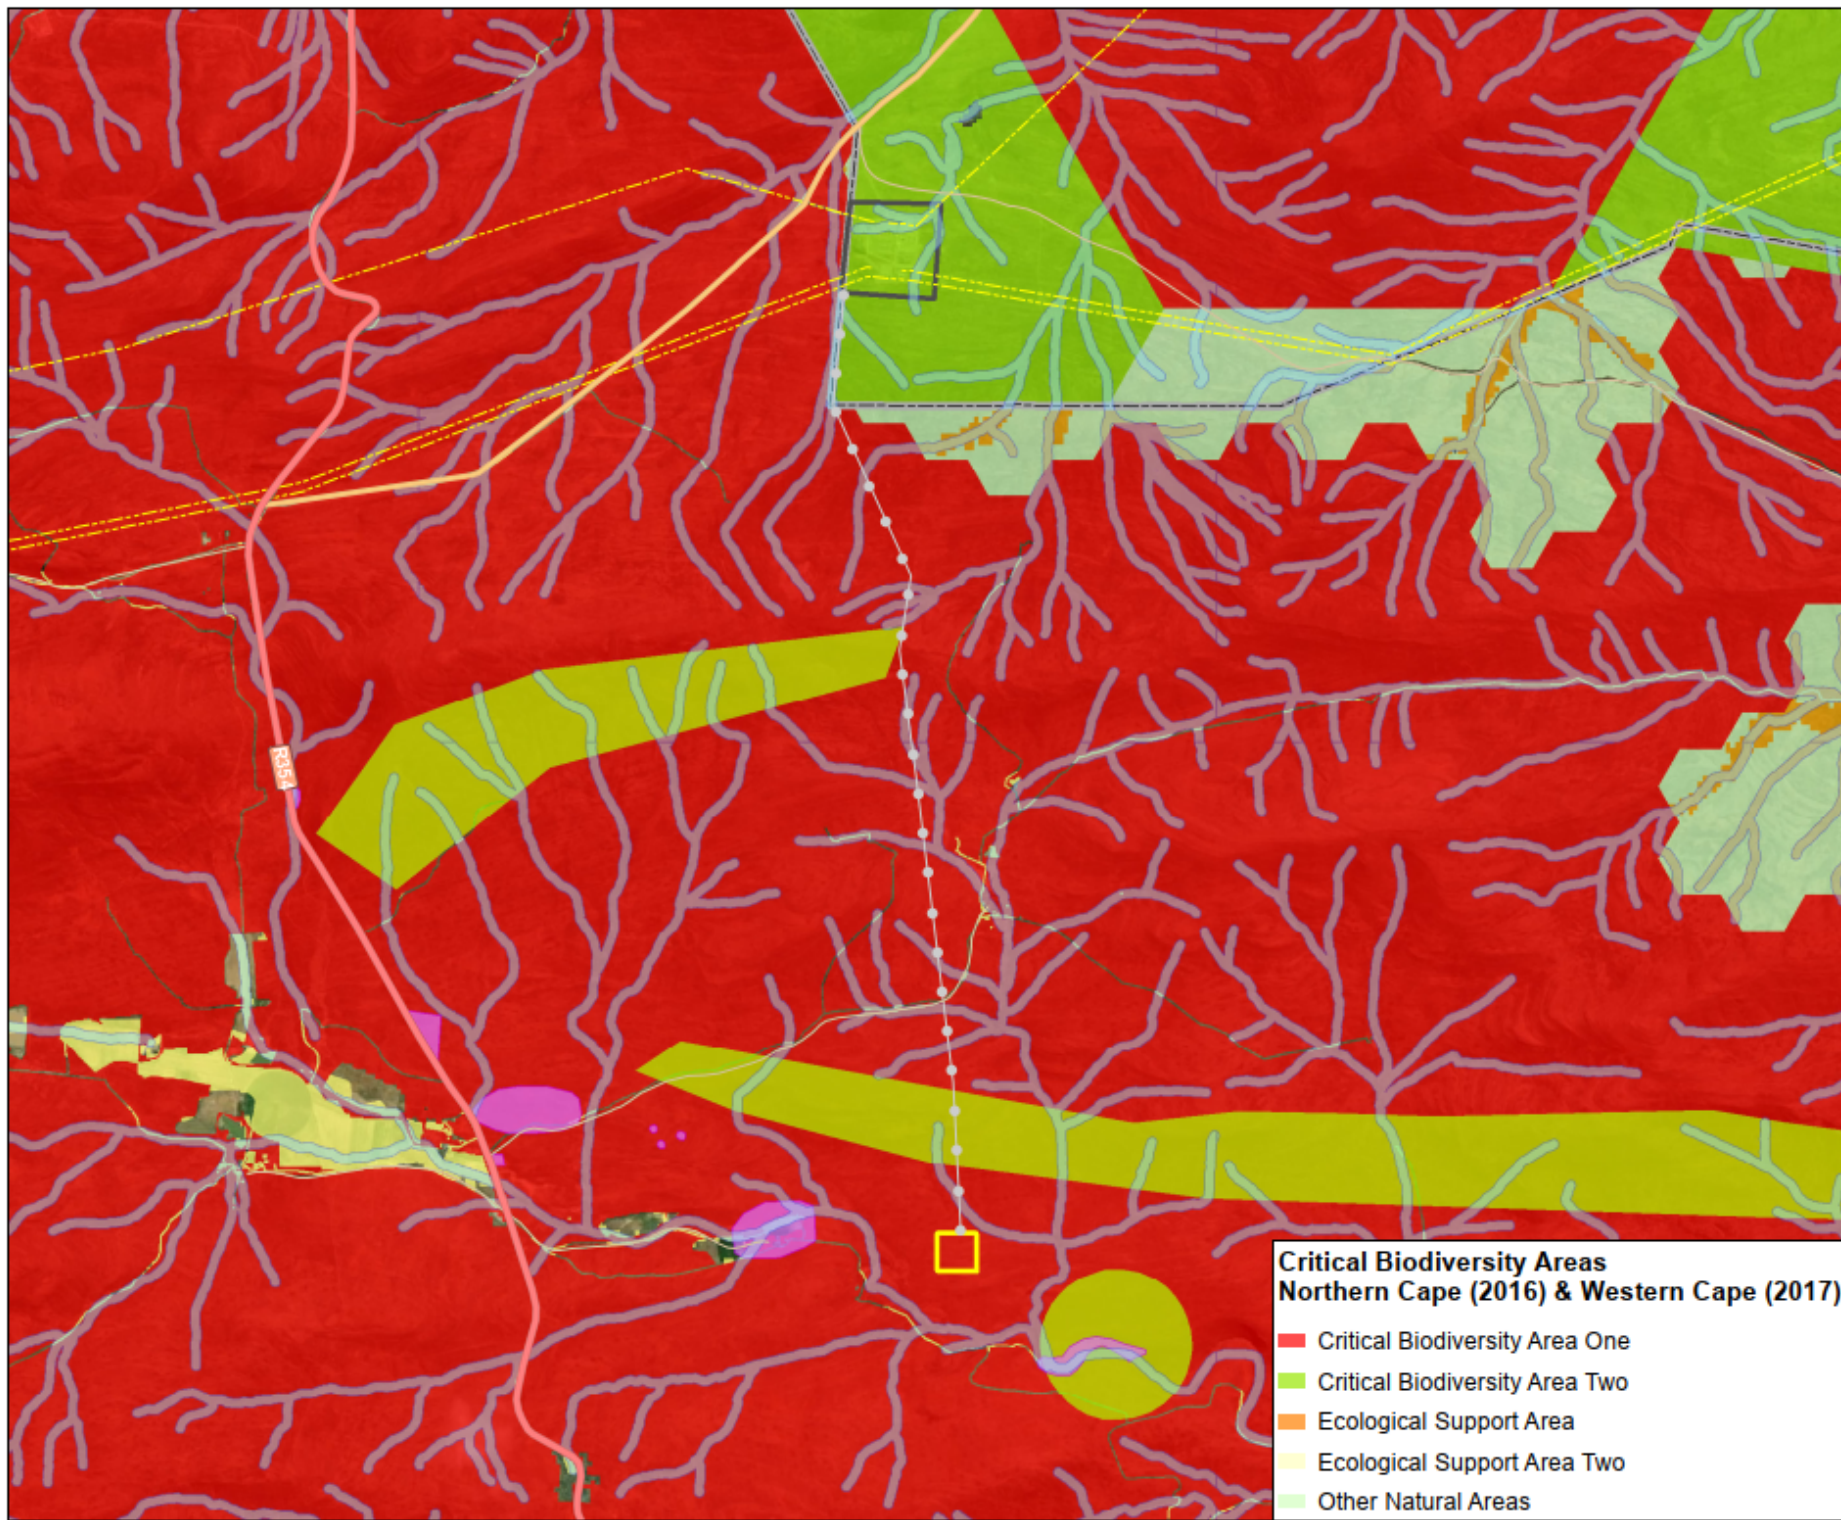 R354
Critical Biodiversity Areas
Northern Cape (2016) & Western Cape (2017)
Critical Biodiversity Area One
Critical Biodiversity Area Two
Ecological Support Area
Ecological Support Area Two
Other Natural Areas